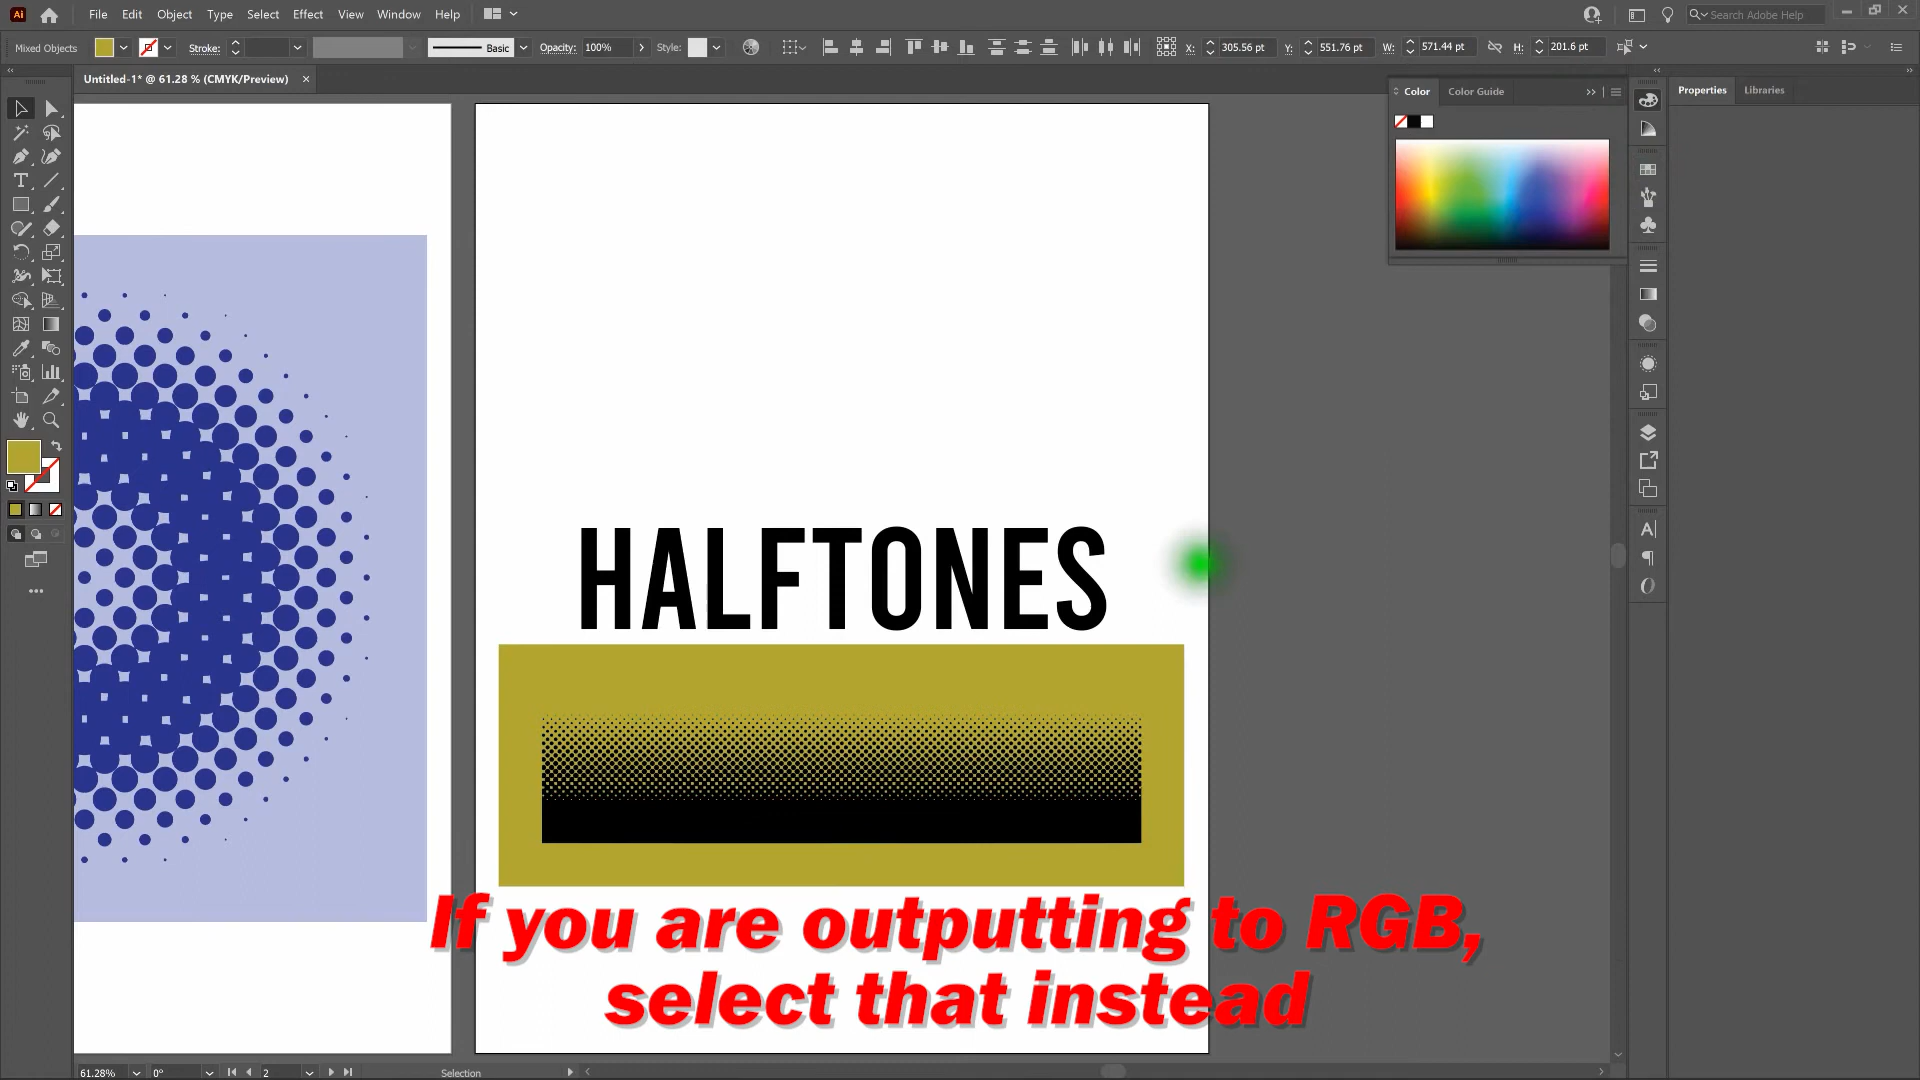 Ai File Edit Object Type Select Effect View Window Help Search Adobe Help
Mixed Objects Stroke: Basic Opacity: 100% Style: X: 305.56 pt Y: 551.76 pt W: 571.44 pt H: 201.6 pt
Untitled-1* @ 61.28 % (CMYK/Preview)
Color Color Guide
Properties Libraries
HALFTONES
If you are outputting to RGB,
select that instead
61.28% 0° 2 Selection